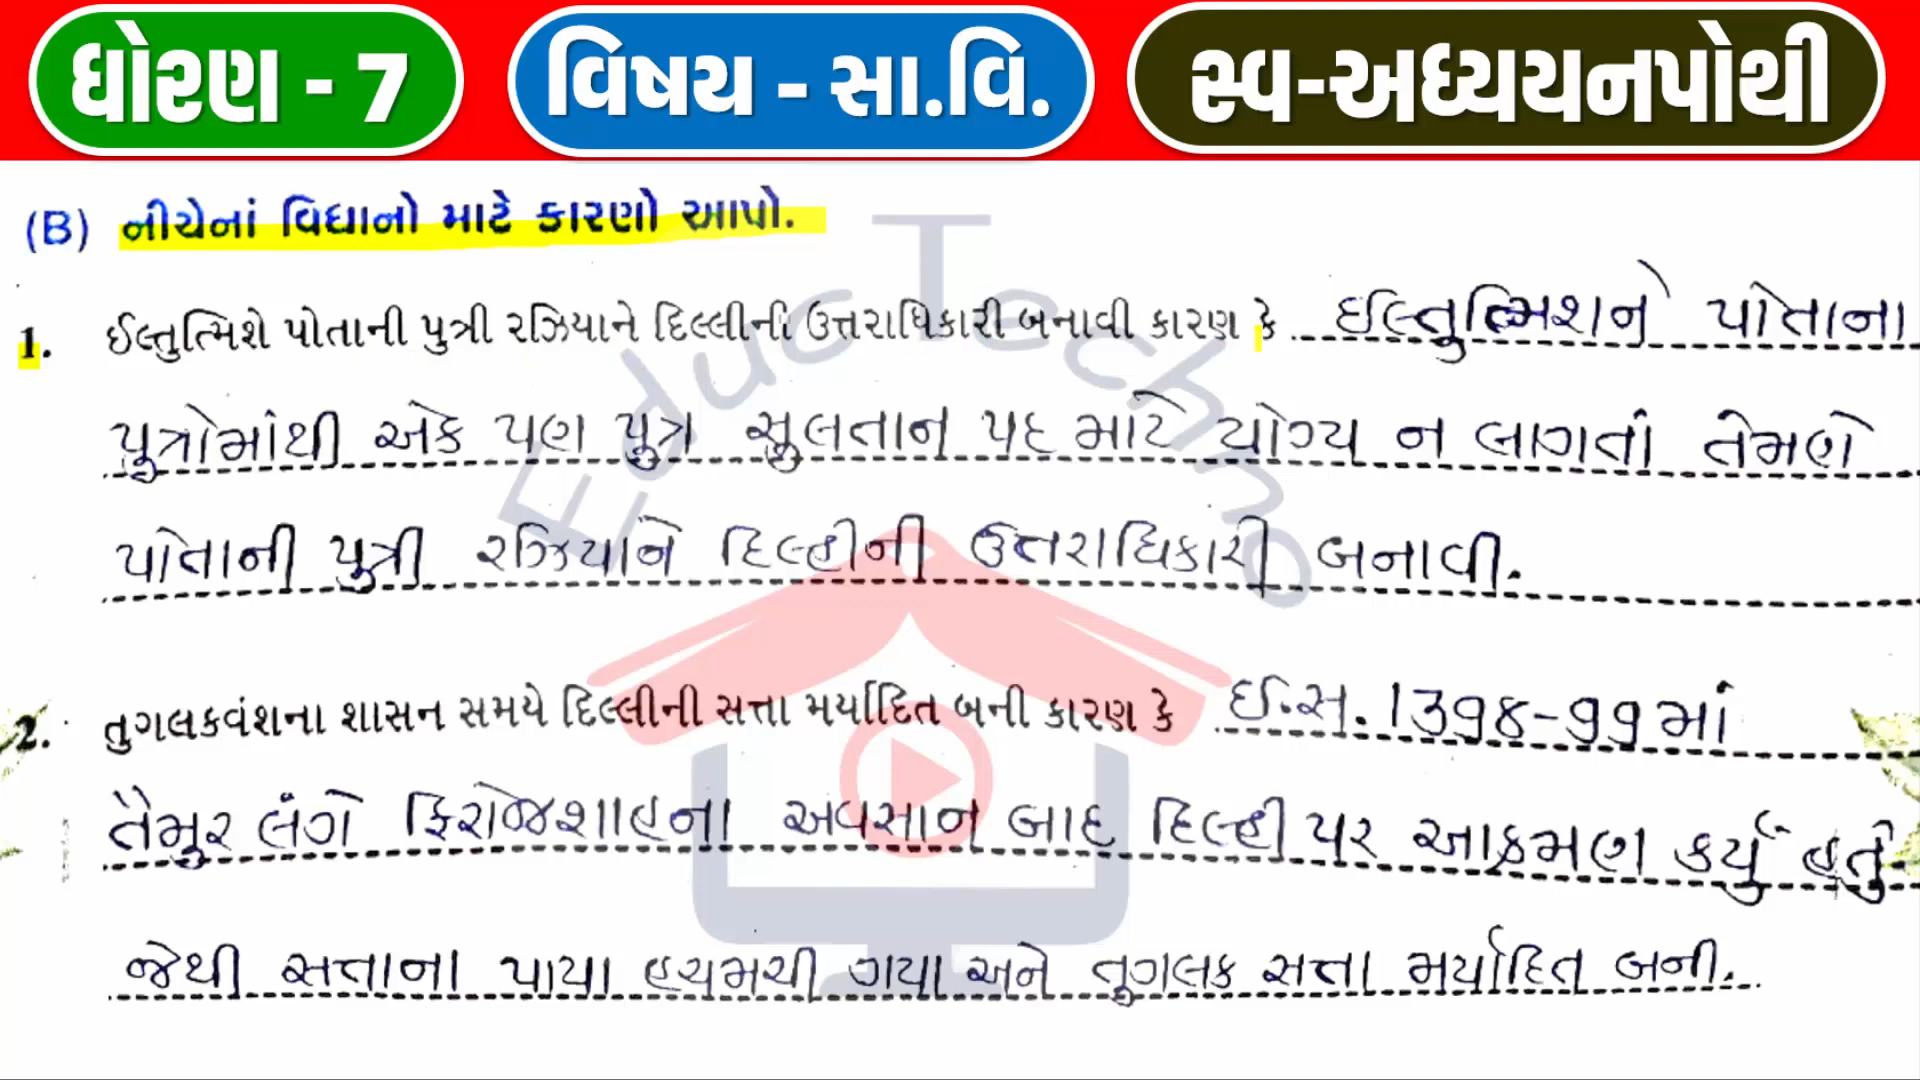 ધોરણ - 7 વિષય - સા.વિ. સ્વ-અધ્યયનપોથી
(B) નીચેનાં વિધાનો માટે કારણો આપો.
1. ઈલ્તુત્મિશે પોતાની પુત્રી રઝિયાને દિલ્લીની ઉત્તરાધિકારી બનાવી કારણ કે ઈલ્તુત્મિશને પોતાના
પુત્રોમાંથી એક પણ પુત્ર સુલતાન પદ માટે યોગ્ય ન લાગતાં તેમણે
પોતાની પુત્રી રઝિયાને દિલ્હીની ઉત્તરાધિકારી બનાવી.
2. તુગલકવંશના શાસન સમયે દિલ્લીની સત્તા મર્યાદિત બની કારણ કે ઈ.સ. 1398-99માં
તૈમુર લંગે ફિરોજશાહના અવસાન બાદ દિલ્હી પર આક્રમણ કર્યું હતું.
જેથી સત્તાના પાયા હચમચી ગયા અને તુગલક સત્તા મર્યાદિત બની.
EducTechno